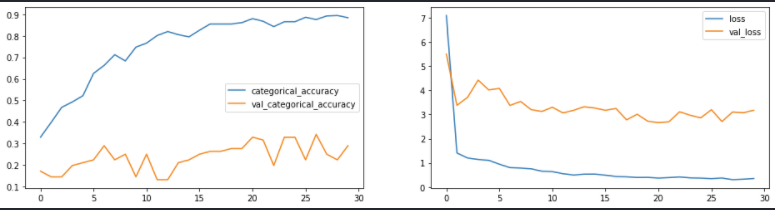 0.9
0.8
0.7
0.6
0.5
0.4
0.3
0.2
0.1
0 5 10 15 20 25 30
categorical_accuracy
val_categorical_accuracy
7
6
5
4
3
2
1
0
0 5 10 15 20 25 30
loss
val_loss